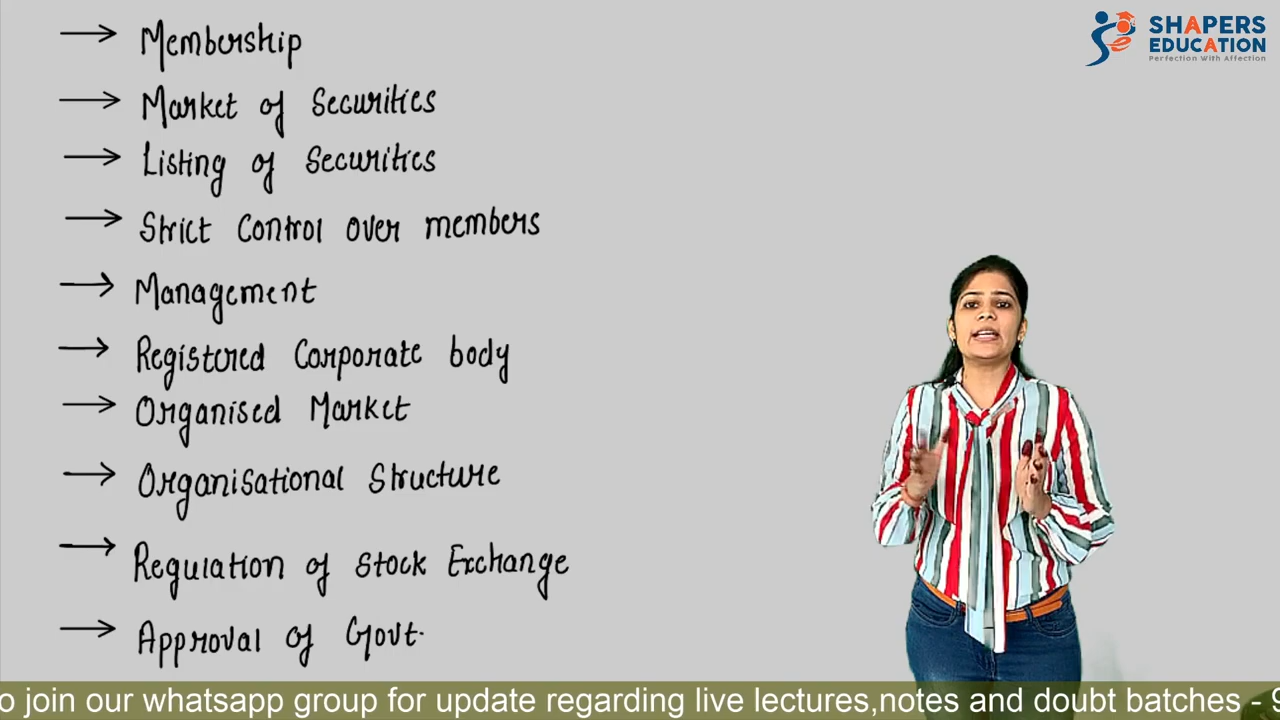 → Membership
→ Market of Securities
→ Listing of Securities
→ Strict Control over members
→ Management
→ Registered Corporate body
→ Organised Market
→ Organisational Structure
→ Regulation of Stock Exchange
→ Approval of Govt.
SHAPERS
EDUCATION
Perfection With Affection
o join our whatsapp group for update regarding live lectures,notes and doubt batches - 9